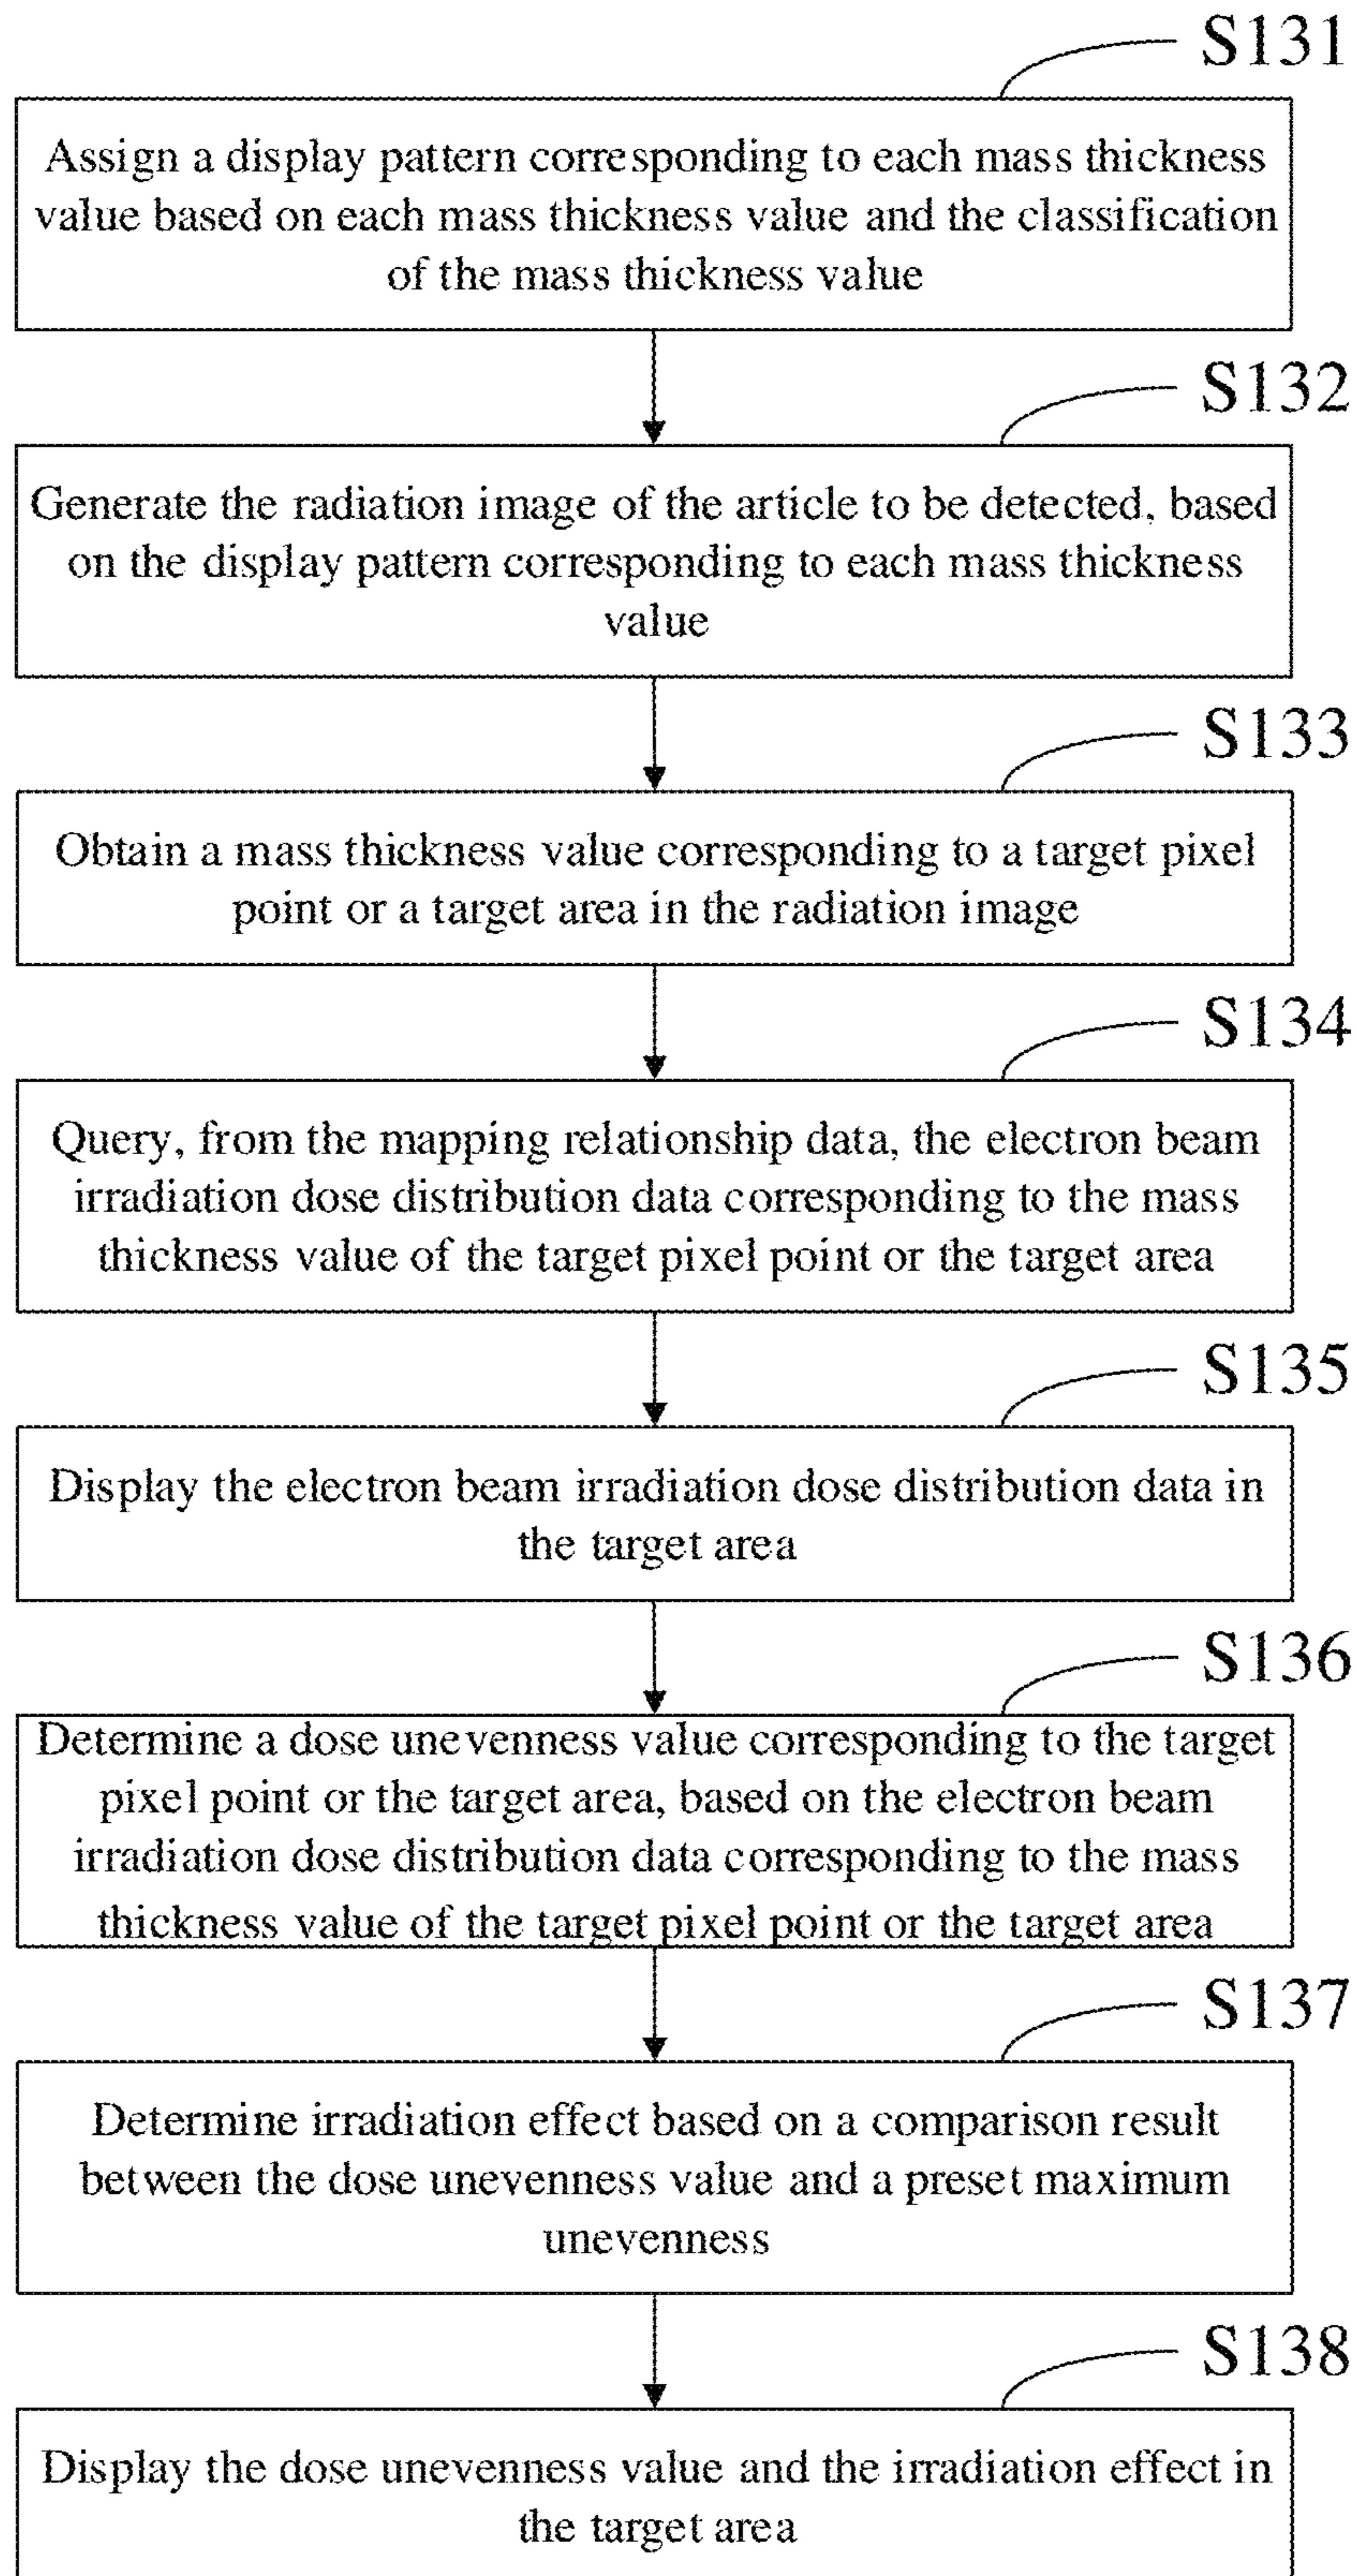 S131
Assign a display pattern corresponding to each mass thickness
value based on each mass thickness value and the classification
of the mass thickness value
S132
Generate the radiation image of the article to be detected, based
on the display pattern corresponding to each mass thickness
value
S133
Obtain a mass thickness value corresponding to a target pixel
point or a target area in the radiation image
S134
Query, from the mapping relationship data, the electron beam
irradiation dose distribution data corresponding to the mass
thickness value of the target pixel point or the target area
S135
Display the electron beam irradiation dose distribution data in
the target area
S136
Determine a dose unevenness value corresponding to the target
pixel point or the target area, based on the electron beam
irradiation dose distribution data corresponding to the mass
thickness value of the target pixel point or the target area
S137
Determine irradiation effect based on a comparison result
between the dose unevenness value and a preset maximum
unevenness
S138
Display the dose unevenness value and the irradiation effect in
the target area